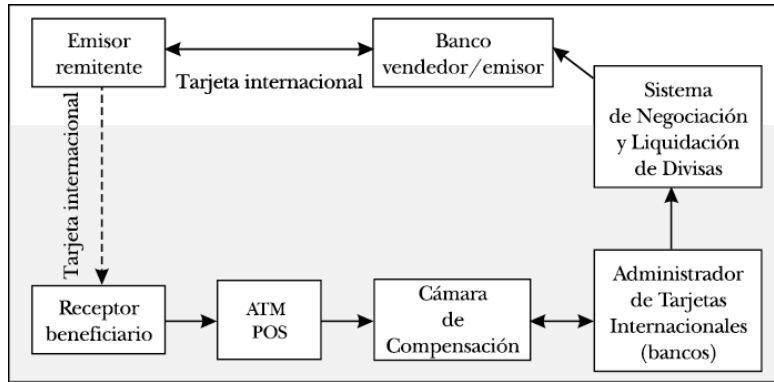 Emisor
remitente
Banco
vendedor/emisor
Tarjeta internacional
Sistema
de Negociación
y Liquidación
de Divisas
Tarjeta internacional
Receptor
beneficiario
ATM
POS
Cámara
de
Compensación
Administrador
de Tarjetas
Internacionales
(bancos)